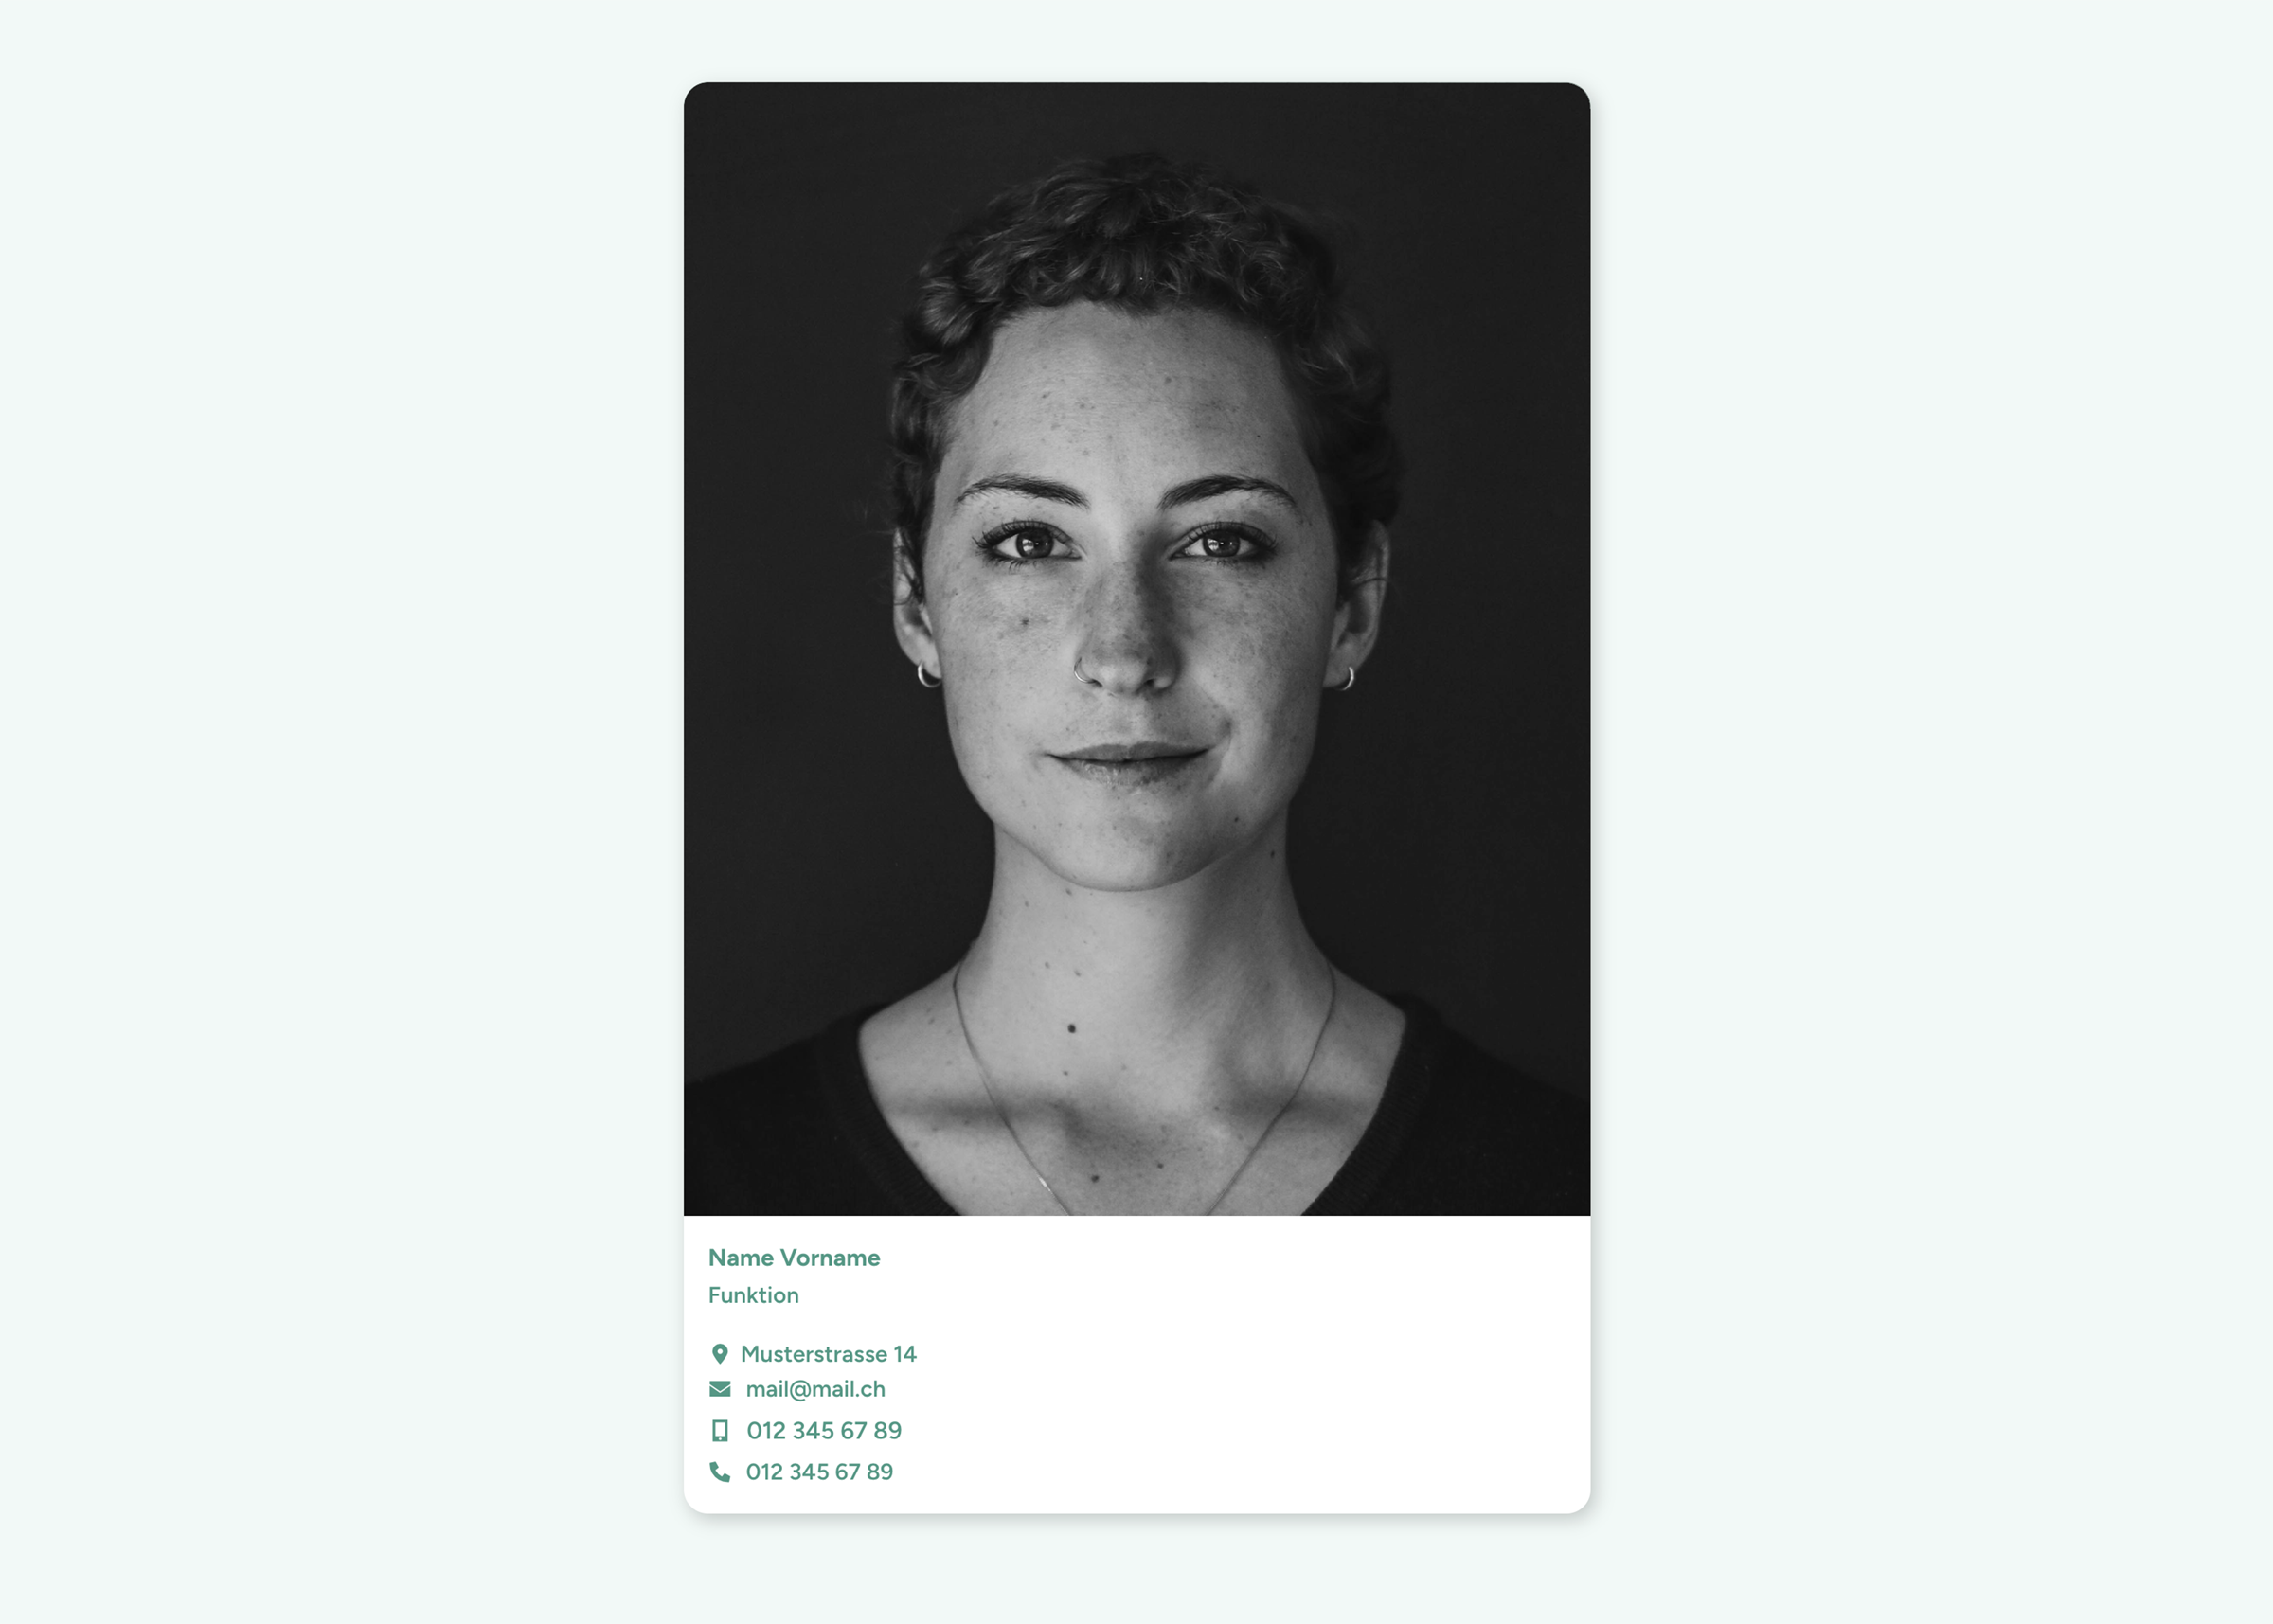 Name Vorname
Funktion
Musterstrasse 14
mail@mail.ch
012 345 67 89
012 345 67 89